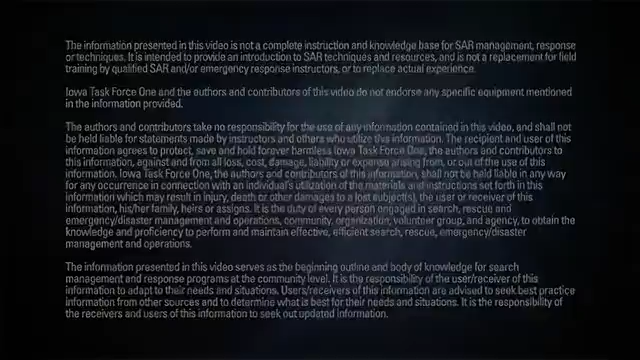 The information presented in this video is not a complete instruction and knowledge base for SAR management, response
or techniques. It is intended to provide an introduction to SAR techniques and resources, and is not a replacement for field
training by qualified SAR and/or emergency response instructors, or to replace actual experience.
Iowa Task Force One and the authors and contributors of this video do not endorse any specific equipment mentioned
in the information provided.
The authors and contributors take no responsibility for the use of any information contained in this video, and shall not
be held liable for statements made by instructors and others who utilize this information. The recipient and user of this
information agrees to protect, save and hold forever harmless Iowa Task Force One, the authors and contributors to
this information, against and from all loss, cost, damage, liability or expense arising from, or out of the use of this
information. Iowa Task Force One, the authors and contributors of this information, shall not be held liable in any way
for any occurrence in connection with an individual's utilization of the materials and instructions set forth in this
information which may result in injury, death or other damages to a lost subject(s), the user or receiver of this
information, his/her family, heirs or assigns. It is the duty of every person engaged in search, rescue and
emergency/disaster management and operations, community, organization, volunteer group, and agency, to obtain the
knowledge and proficiency to perform and maintain effective, efficient search, rescue, emergency/disaster
management and operations.
The information presented in this video serves as the beginning outline and body of knowledge for search
management and response programs at the community level. It is the responsibility of the user/receiver of this
information to adapt to their needs and situations. Users/receivers of this information are advised to seek best practice
information from other sources and to determine what is best for their needs and situations. It is the responsibility of
the receivers and users of this information to seek out updated information.